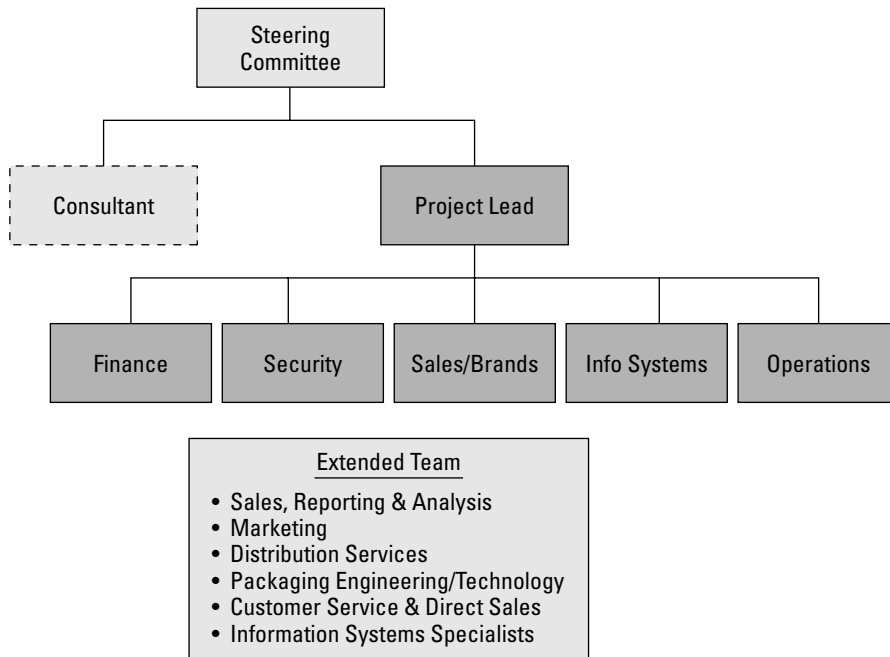 Steering
Committee
Consultant
Project Lead
Finance
Security
Sales/Brands
Info Systems
Operations
Extended Team
• Sales, Reporting & Analysis
• Marketing
• Distribution Services
• Packaging Engineering/Technology
• Customer Service & Direct Sales
• Information Systems Specialists